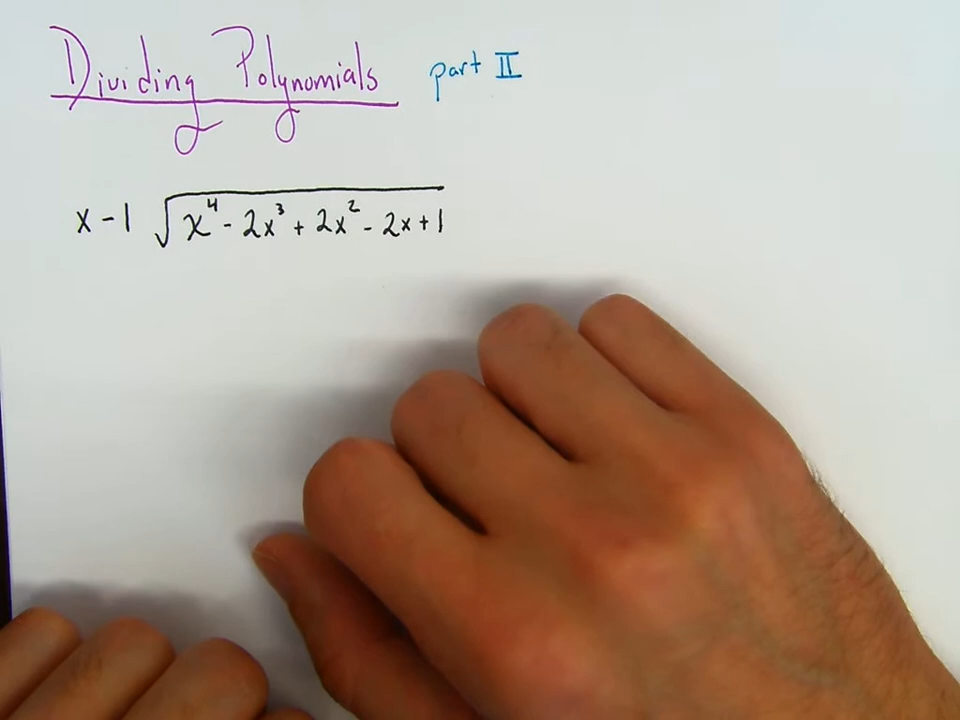 Dividing Polynomials part II
x - 1 √x⁴ - 2x³ + 2x² - 2x + 1